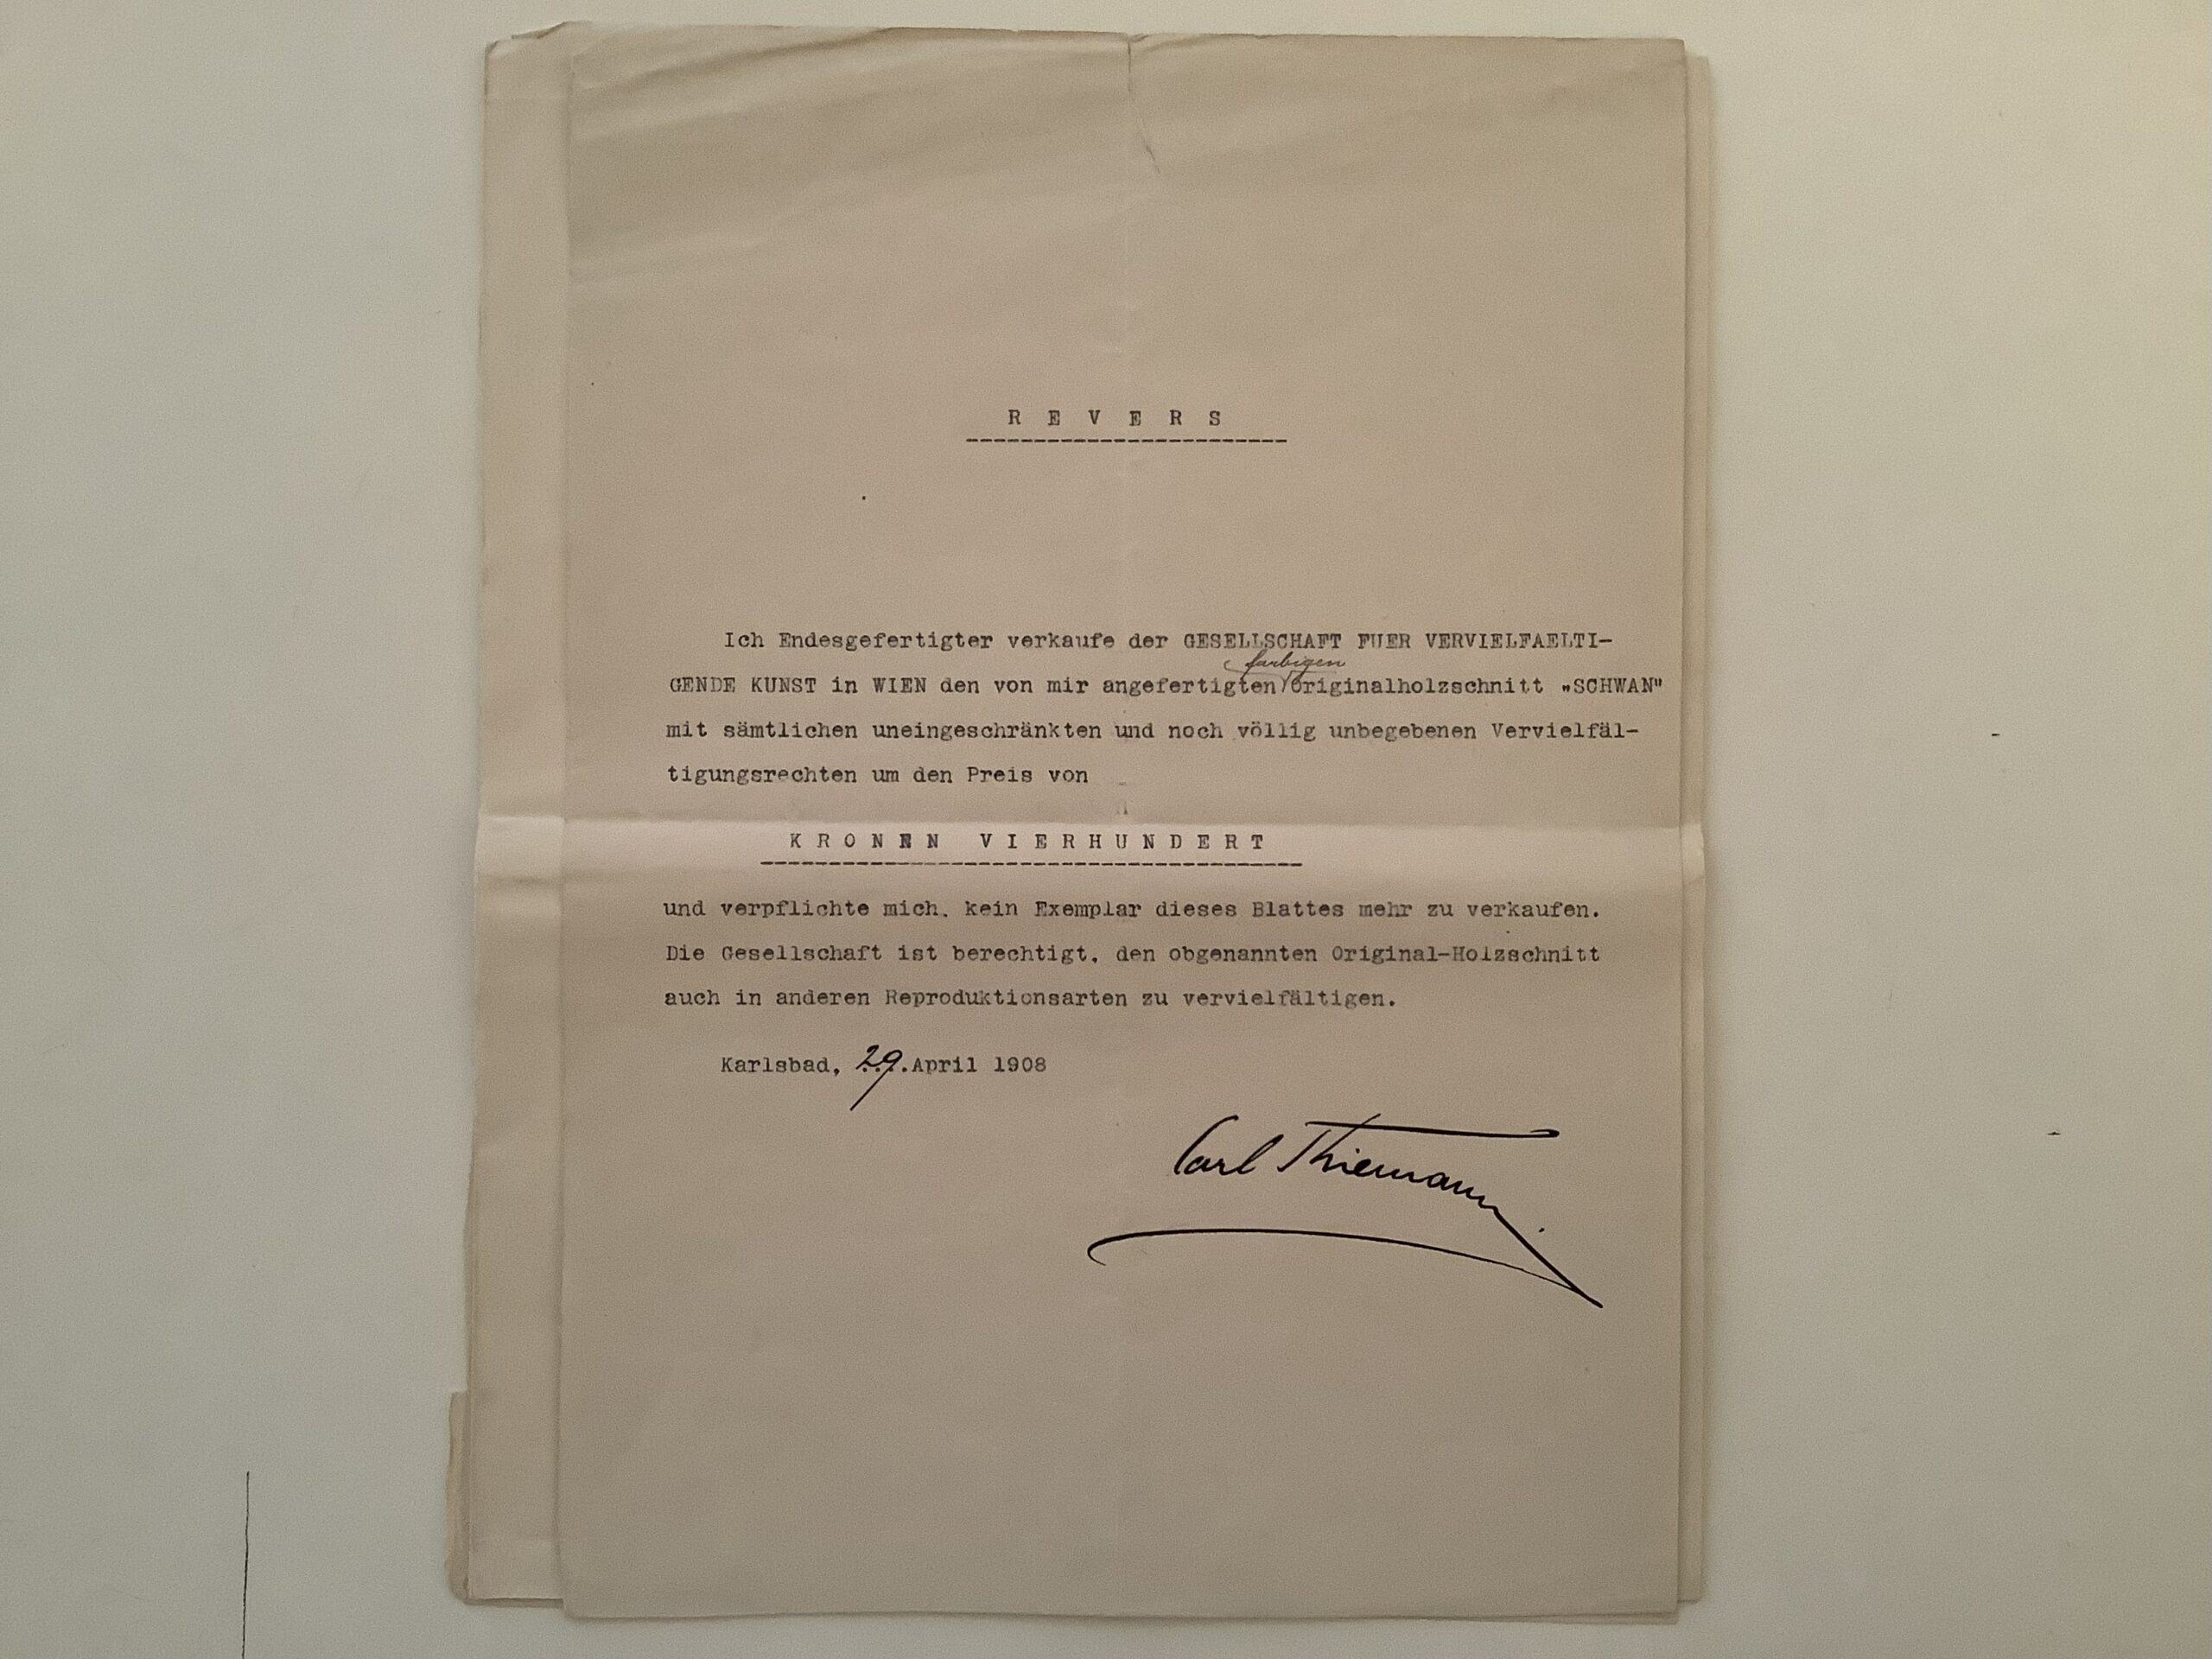 R E V E R S
Ich Endesgefertigter verkaufe der GESELLSCHAFT FUER VERVIELFAELTI-
farbigen
GENDE KUNST in WIEN den von mir angefertigten/Originalholzschnitt „SCHWAN"
mit sämtlichen uneingeschränkten und noch völlig unbegebenen Vervielfäl-
tigungsrechten um den Preis von
K R O N E N  V I E R H U N D E R T
und verpflichte mich, kein Exemplar dieses Blattes mehr zu verkaufen.
Die Gesellschaft ist berechtigt, den obgenannten Original-Holzschnitt
auch in anderen Reproduktionsarten zu vervielfältigen.
Karlsbad, 29.April 1908
Carl Thiemann